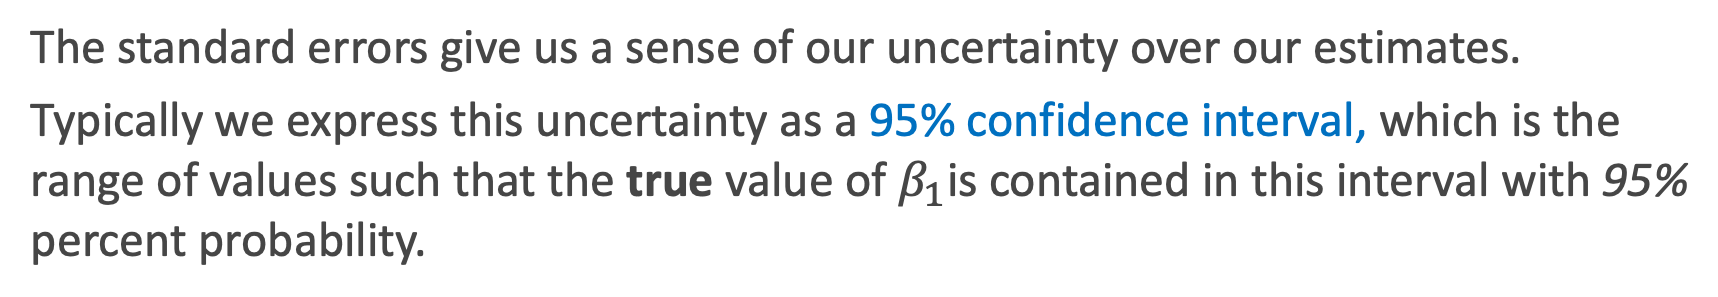 The standard errors give us a sense of our uncertainty over our estimates.
Typically we express this uncertainty as a 95% confidence interval, which is the
range of values such that the true value of β₁ is contained in this interval with 95%
percent probability.